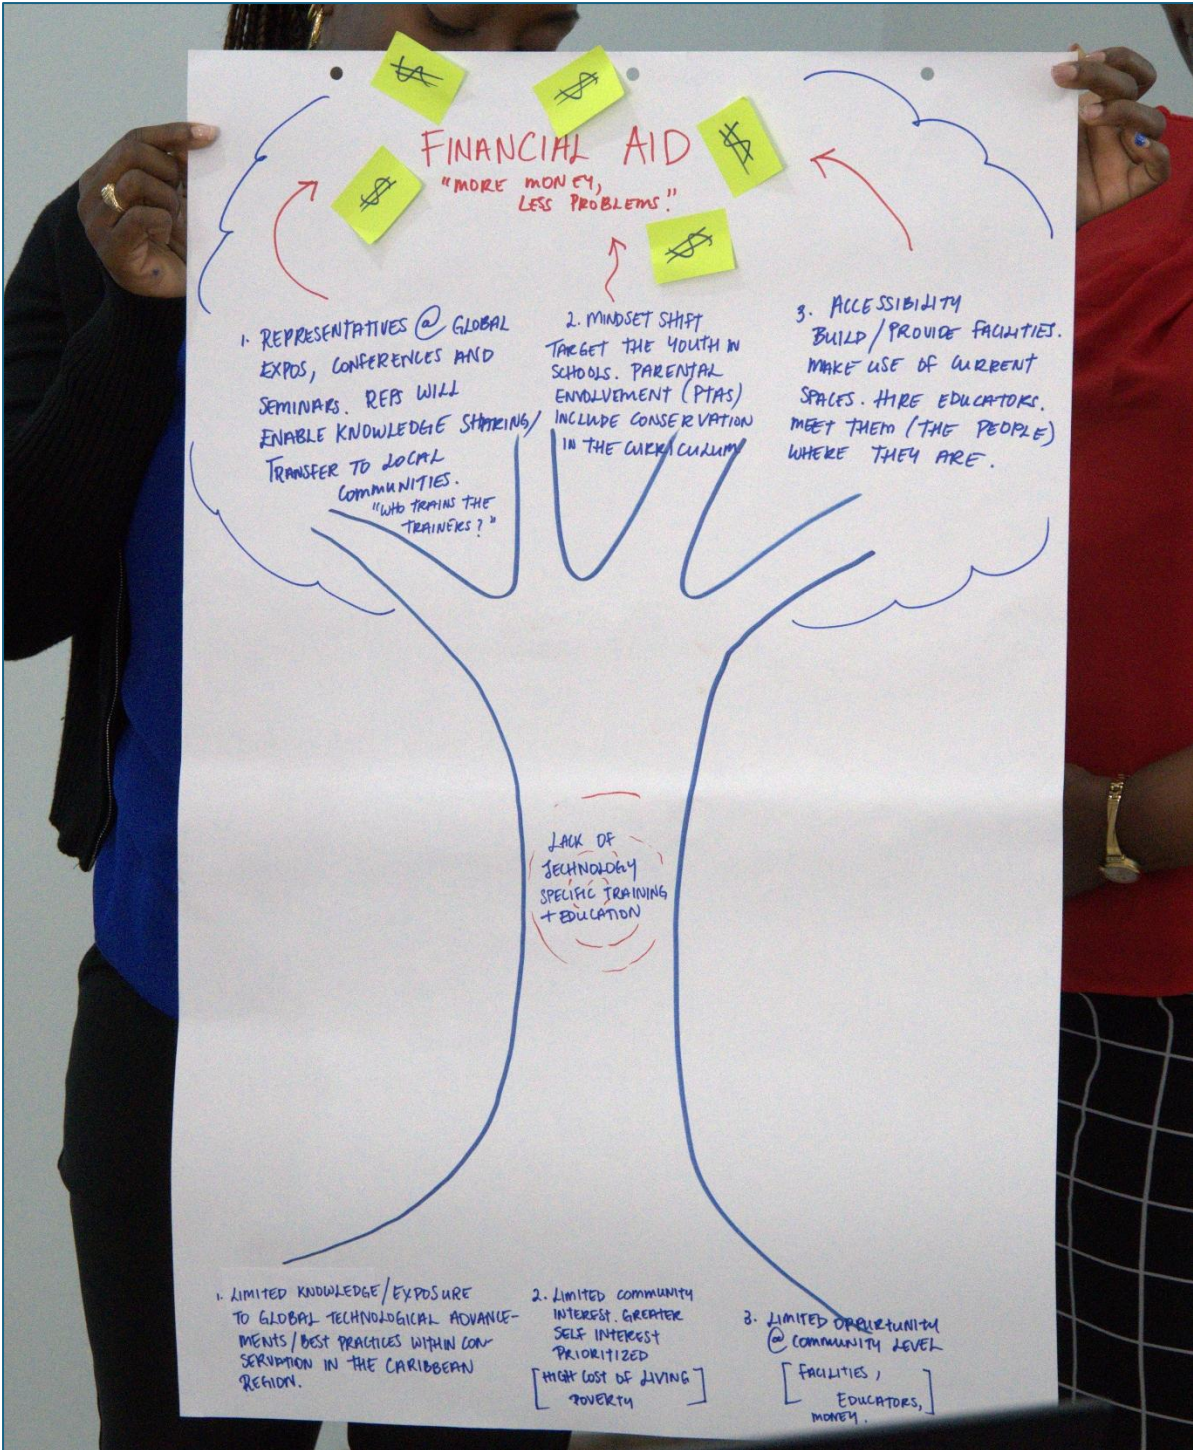 $
$
$
$
$
FINANCIAL AID
"MORE MONEY,
LESS PROBLEMS."
1. REPRESENTATIVES @ GLOBAL
EXPOS, CONFERENCES AND
SEMINARS. REPS WILL
ENABLE KNOWLEDGE SHARING/
TRANSFER TO LOCAL
COMMUNITIES.
"WHO TRAINS THE
TRAINERS?"
2. MINDSET SHIFT
TARGET THE YOUTH IN
SCHOOLS. PARENTAL
ENVOLVEMENT (PTAS)
INCLUDE CONSERVATION
IN THE CURRICULUM
3. ACCESSIBILITY
BUILD/PROVIDE FACILITIES.
MAKE USE OF CURRENT
SPACES. HIRE EDUCATORS.
MEET THEM (THE PEOPLE)
WHERE THEY ARE.
LACK OF
TECHNOLOGY
SPECIFIC TRAINING
+ EDUCATION
1. LIMITED KNOWLEDGE/EXPOSURE
TO GLOBAL TECHNOLOGICAL ADVANCE-
MENTS/BEST PRACTICES WITHIN CON-
SERVATION IN THE CARIBBEAN
REGION.
2. LIMITED COMMUNITY
INTEREST. GREATER
SELF INTEREST
PRIORITIZED
[HIGH COST OF LIVING
POVERTY]
3. LIMITED OPPURTUNITY
@ COMMUNITY LEVEL
[FACILITIES,
EDUCATORS,
MONEY.]